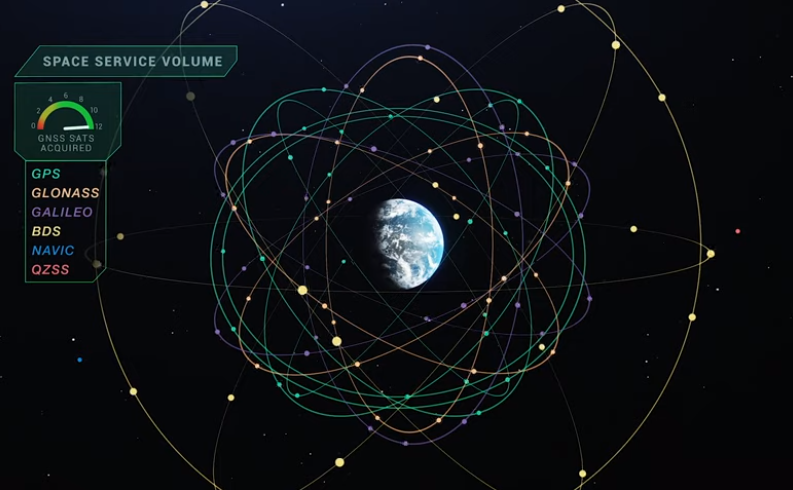 SPACE SERVICE VOLUME
0 2 4 6 8 10 12
GNSS SATS
ACQUIRED
GPS
GLONASS
GALILEO
BDS
NAVIC
QZSS